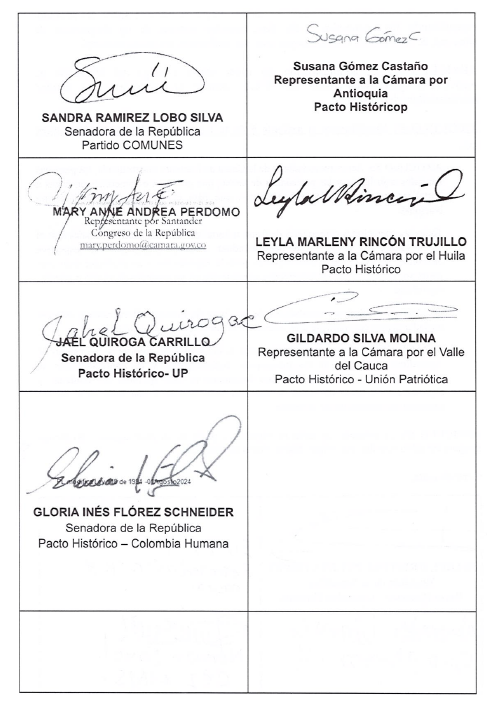 SANDRA RAMIREZ LOBO SILVA
Senadora de la República
Partido COMUNES
Susana Gómez C
Susana Gómez Castaño
Representante a la Cámara por
Antioquia
Pacto Históricop
MARY ANNE ANDREA PERDOMO
Representante por Santander
Congreso de la República
mary.perdomo@camara.gov.co
Leyla Rincón
LEYLA MARLENY RINCÓN TRUJILLO
Representante a la Cámara por el Huila
Pacto Histórico
Jahel Quiroga C
JAEL QUIROGA CARRILLO
Senadora de la República
Pacto Histórico- UP
GILDARDO SILVA MOLINA
Representante a la Cámara por el Valle
del Cauca
Pacto Histórico - Unión Patriótica
GLORIA INÉS FLÓREZ SCHNEIDER
Senadora de la República
Pacto Histórico – Colombia Humana